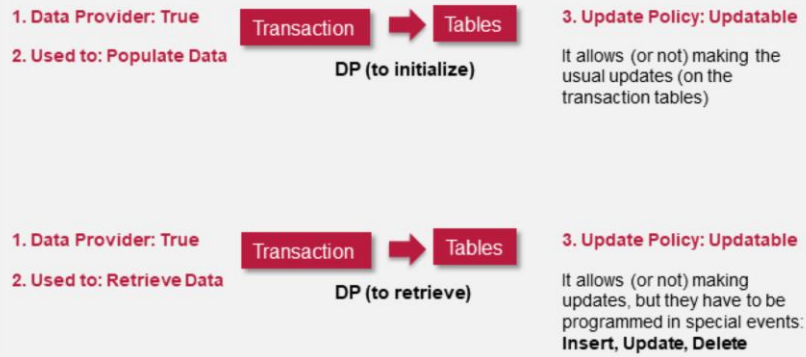 1. Data Provider: True
2. Used to: Populate Data
Transaction
Tables
DP (to initialize)
3. Update Policy: Updatable
It allows (or not) making the
usual updates (on the
transaction tables)
1. Data Provider: True
2. Used to: Retrieve Data
Transaction
Tables
DP (to retrieve)
3. Update Policy: Updatable
It allows (or not) making
updates, but they have to be
programmed in special events:
Insert, Update, Delete